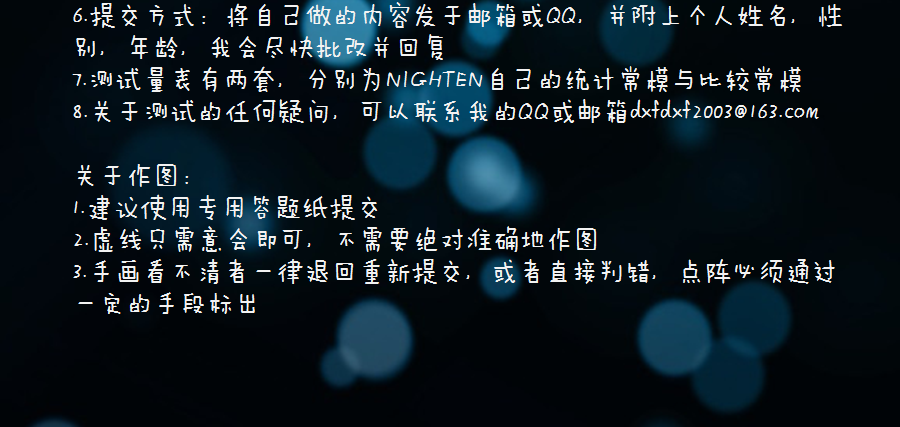 6.提交方式：将自己做的内容发于邮箱或QQ，并附上个人姓名，性
别，年龄，我会尽快批改并回复
7.测试量表有两套，分别为NIGHTEN自己的统计常模与比较常模
8.关于测试的任何疑问，可以联系我的QQ或邮箱dxfdxf2003@163.com
关于作图：
1.建议使用专用答题纸提交
2.虚线只需意会即可，不需要绝对准确地作图
3.手画看不清者一律退回重新提交，或者直接判错，点阵必须通过
一定的手段标出